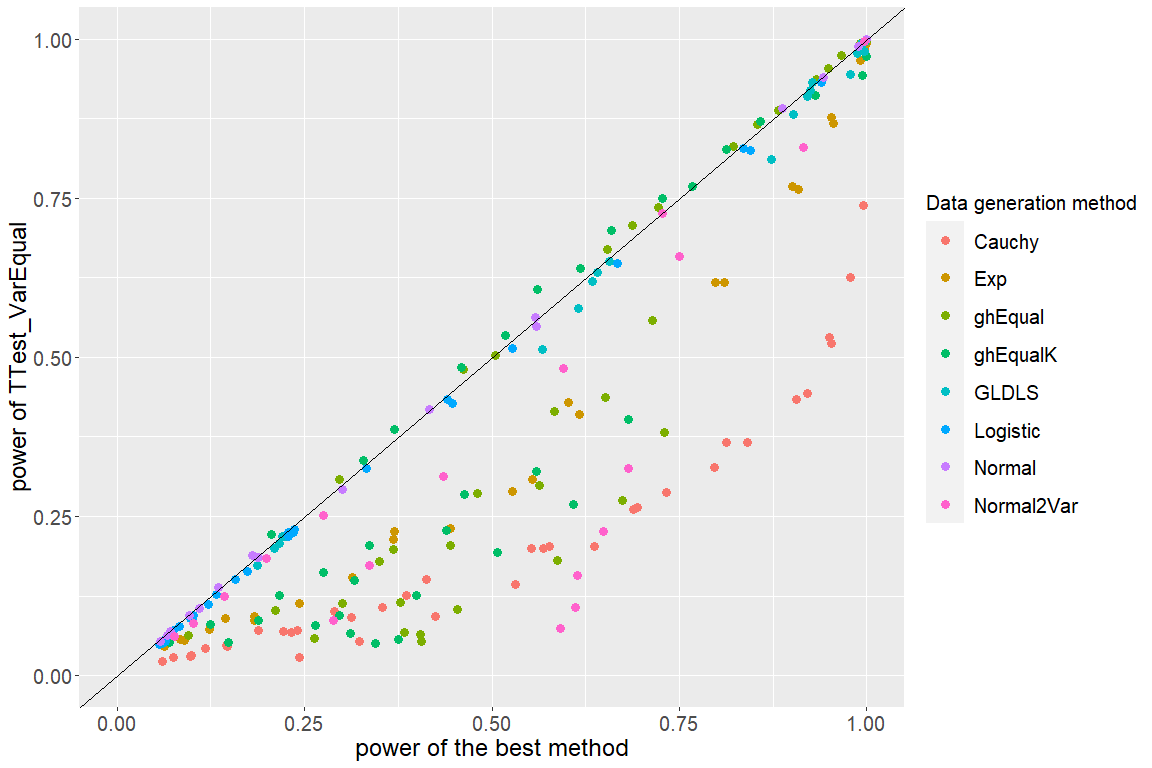 1.00
0.75
0.50
0.25
0.00
power of TTest_VarEqual
0.00 0.25 0.50 0.75 1.00
power of the best method
Data generation method
Cauchy
Exp
ghEqual
ghEqualK
GLDLS
Logistic
Normal
Normal2Var